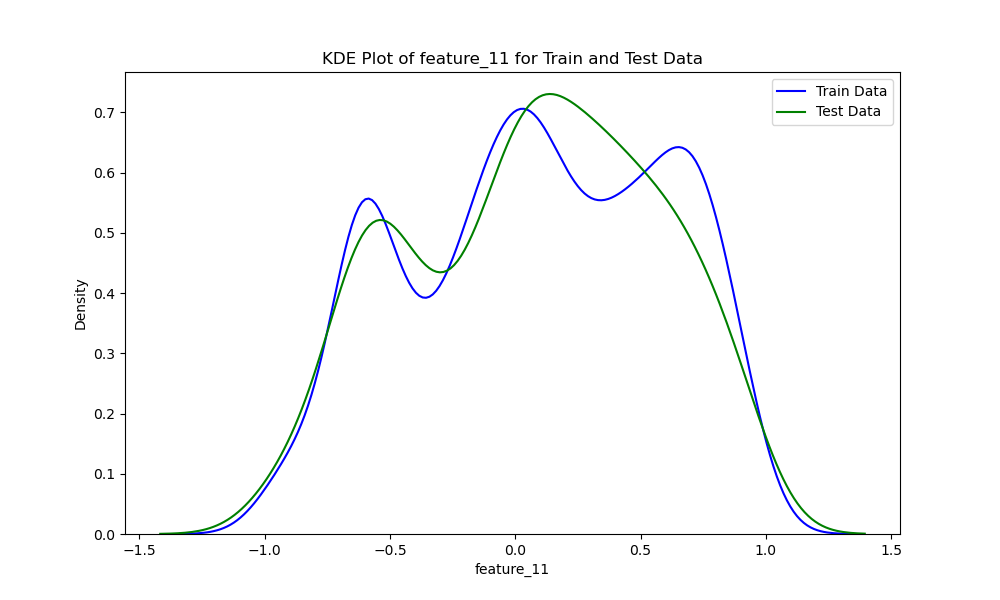 KDE Plot of feature_11 for Train and Test Data
Train Data
Test Data
Density
0.7
0.6
0.5
0.4
0.3
0.2
0.1
0.0
−1.5 −1.0 −0.5 0.0 0.5 1.0 1.5
feature_11